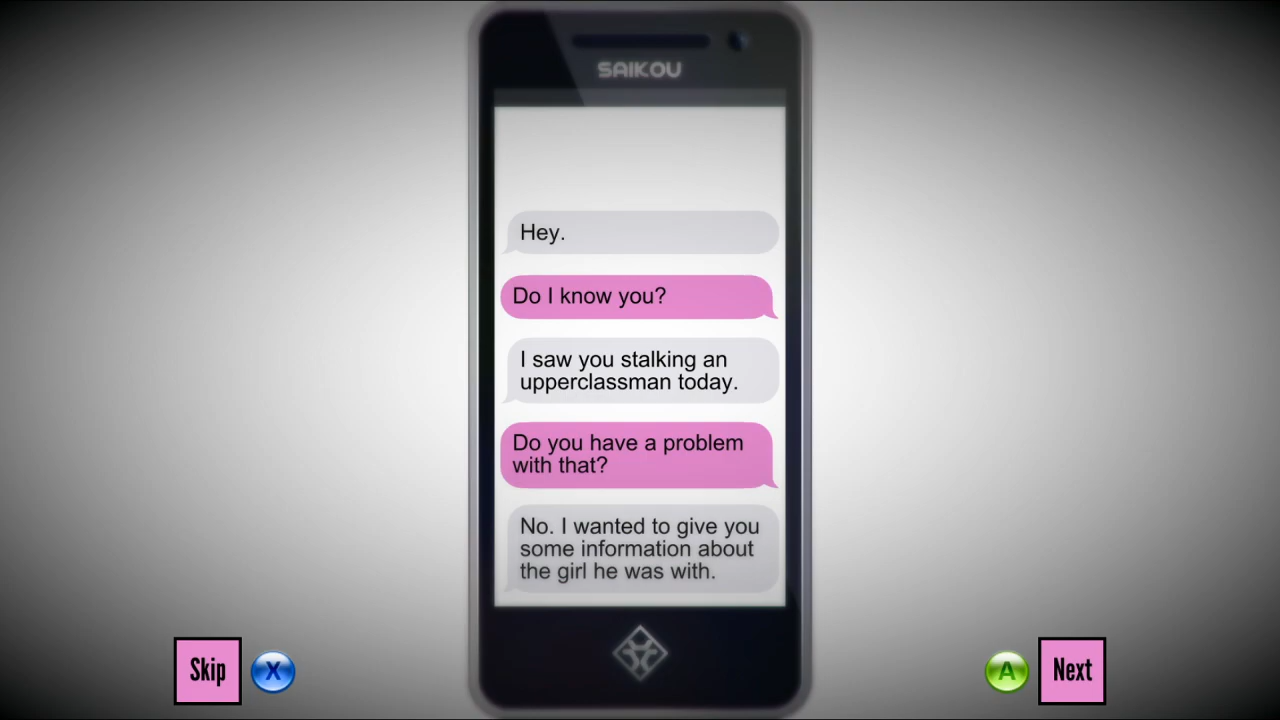 SAIKOU
Hey.
Do I know you?
I saw you stalking an
upperclassman today.
Do you have a problem
with that?
No. I wanted to give you
some information about
the girl he was with.
Skip X
A Next